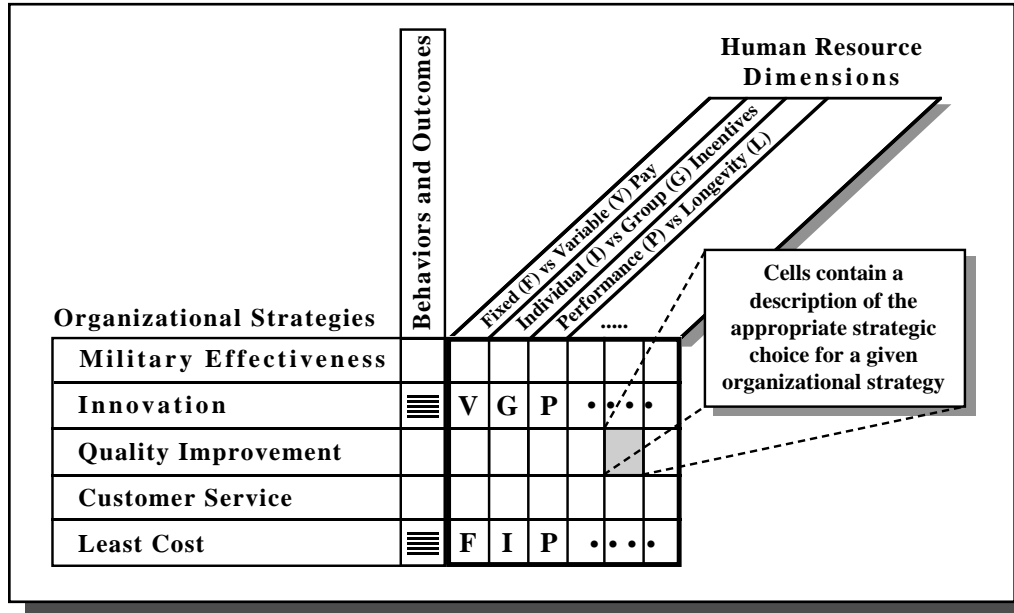 Human Resource
Dimensions
Behaviors and Outcomes
Fixed (F) vs Variable (V) Pay
Individual (I) vs Group (G) Incentives
Performance (P) vs Longevity (L)
.....
Cells contain a
description of the
appropriate strategic
choice for a given
organizational strategy
Organizational Strategies
Military Effectiveness
Innovation V G P • • • •
Quality Improvement
Customer Service
Least Cost F I P • • • •